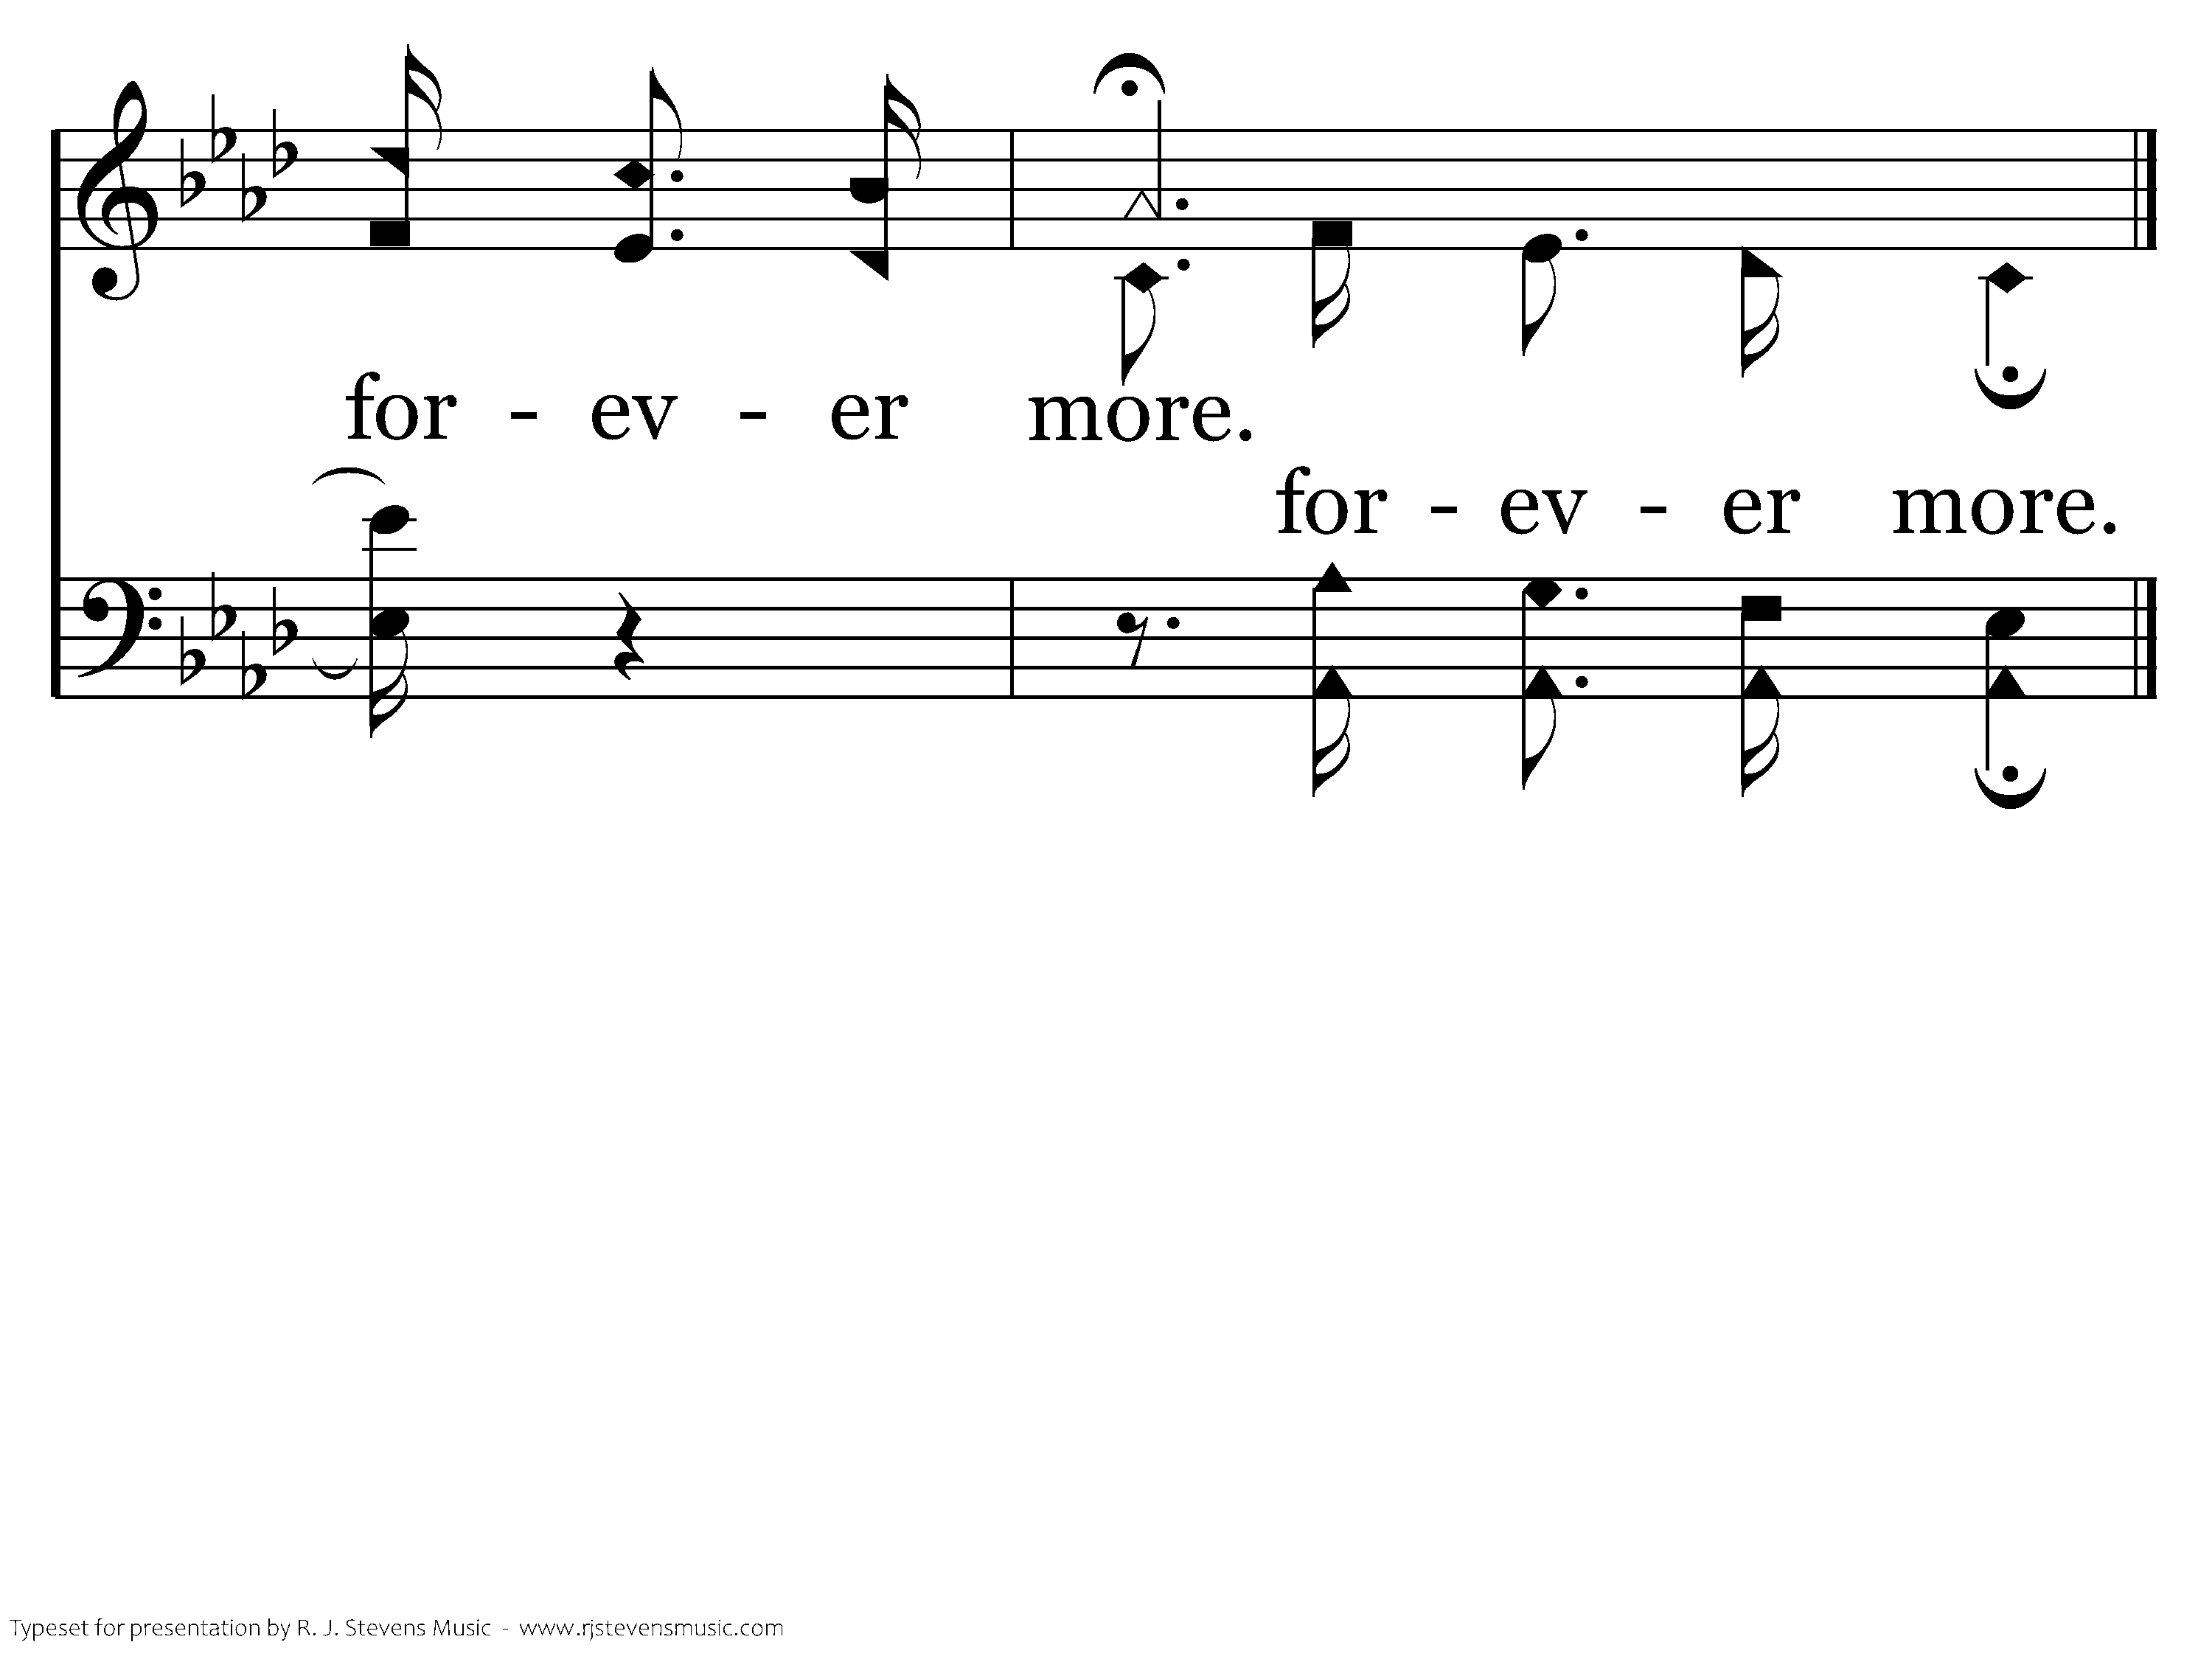 for - ev - er more.
for - ev - er more.
Typeset for presentation by R. J. Stevens Music - www.rjstevensmusic.com